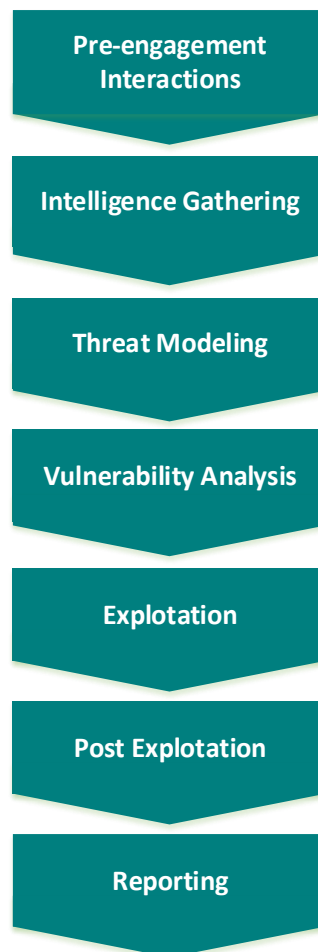 Pre-engagement
Interactions
Intelligence Gathering
Threat Modeling
Vulnerability Analysis
Explotation
Post Explotation
Reporting